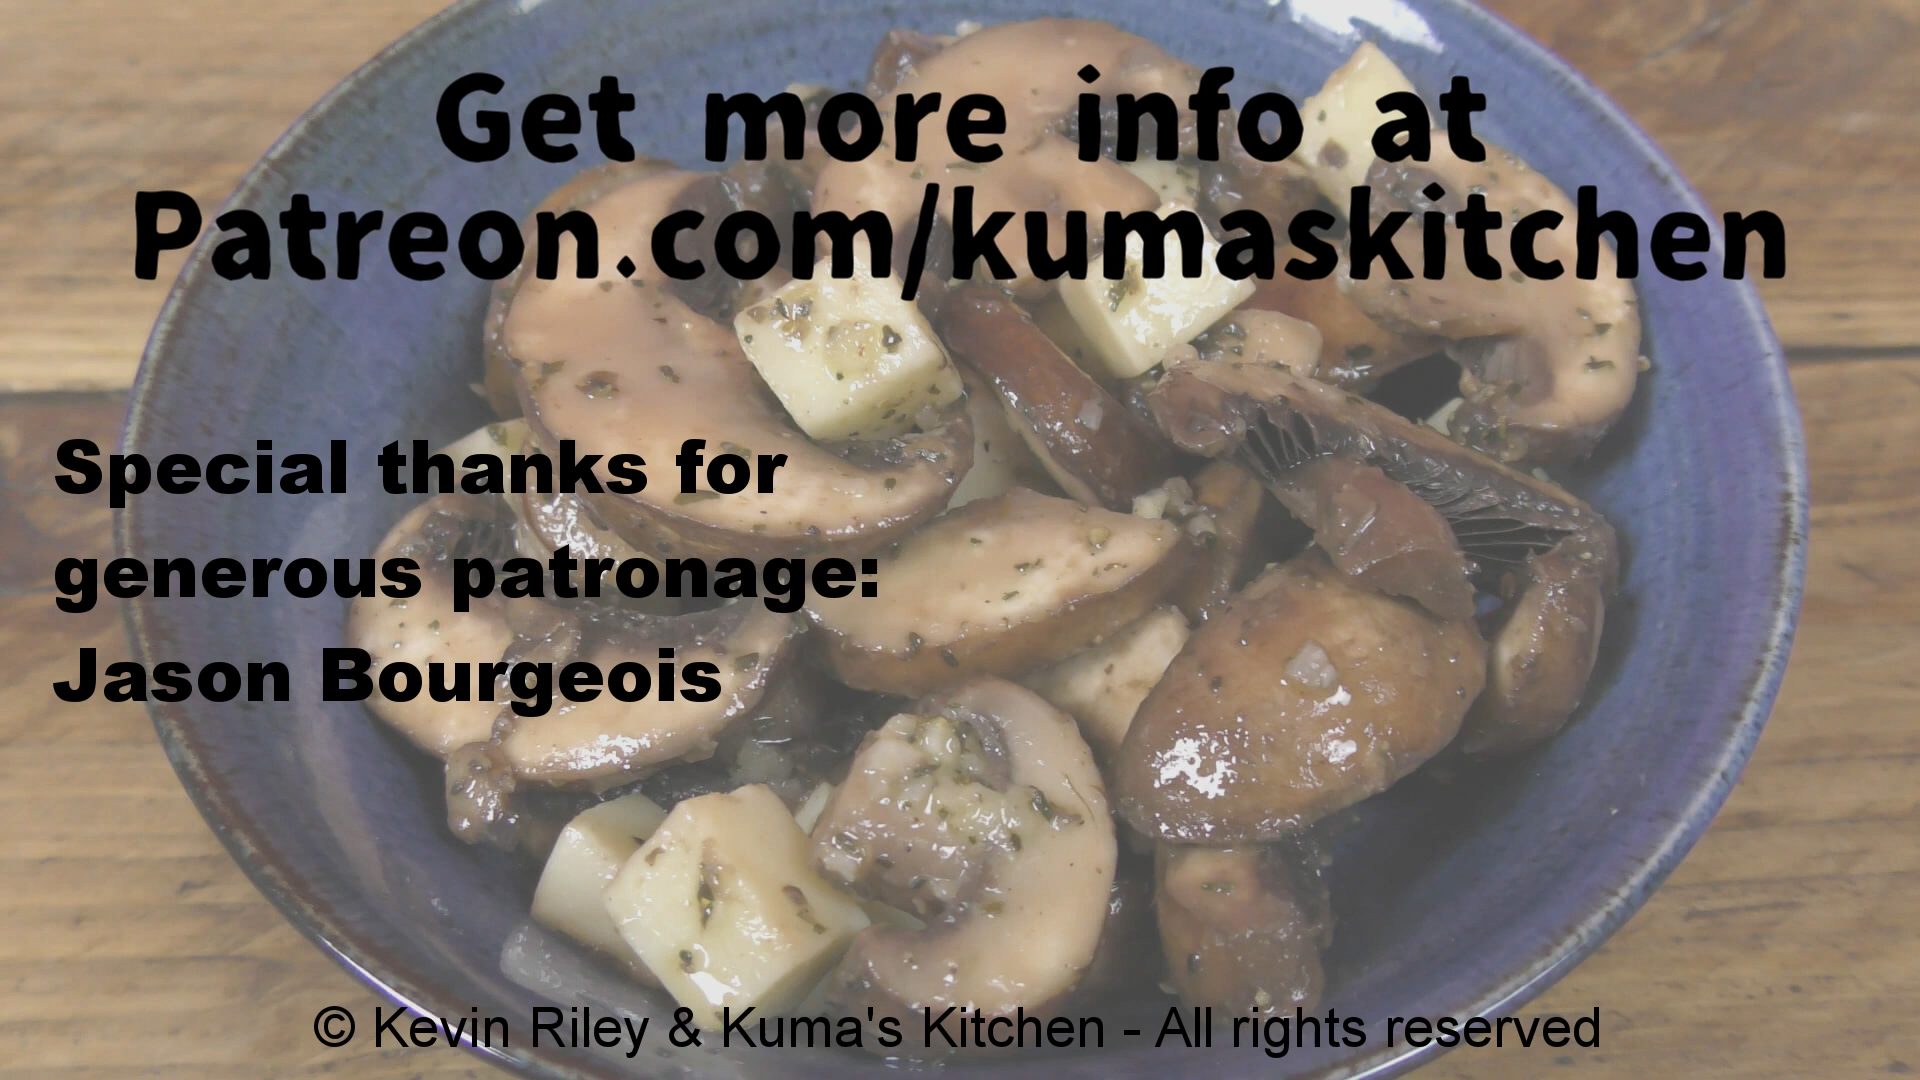 Get more info at
Patreon.com/kumaskitchen
Special thanks for
generous patronage:
Jason Bourgeois
© Kevin Riley & Kuma's Kitchen - All rights reserved